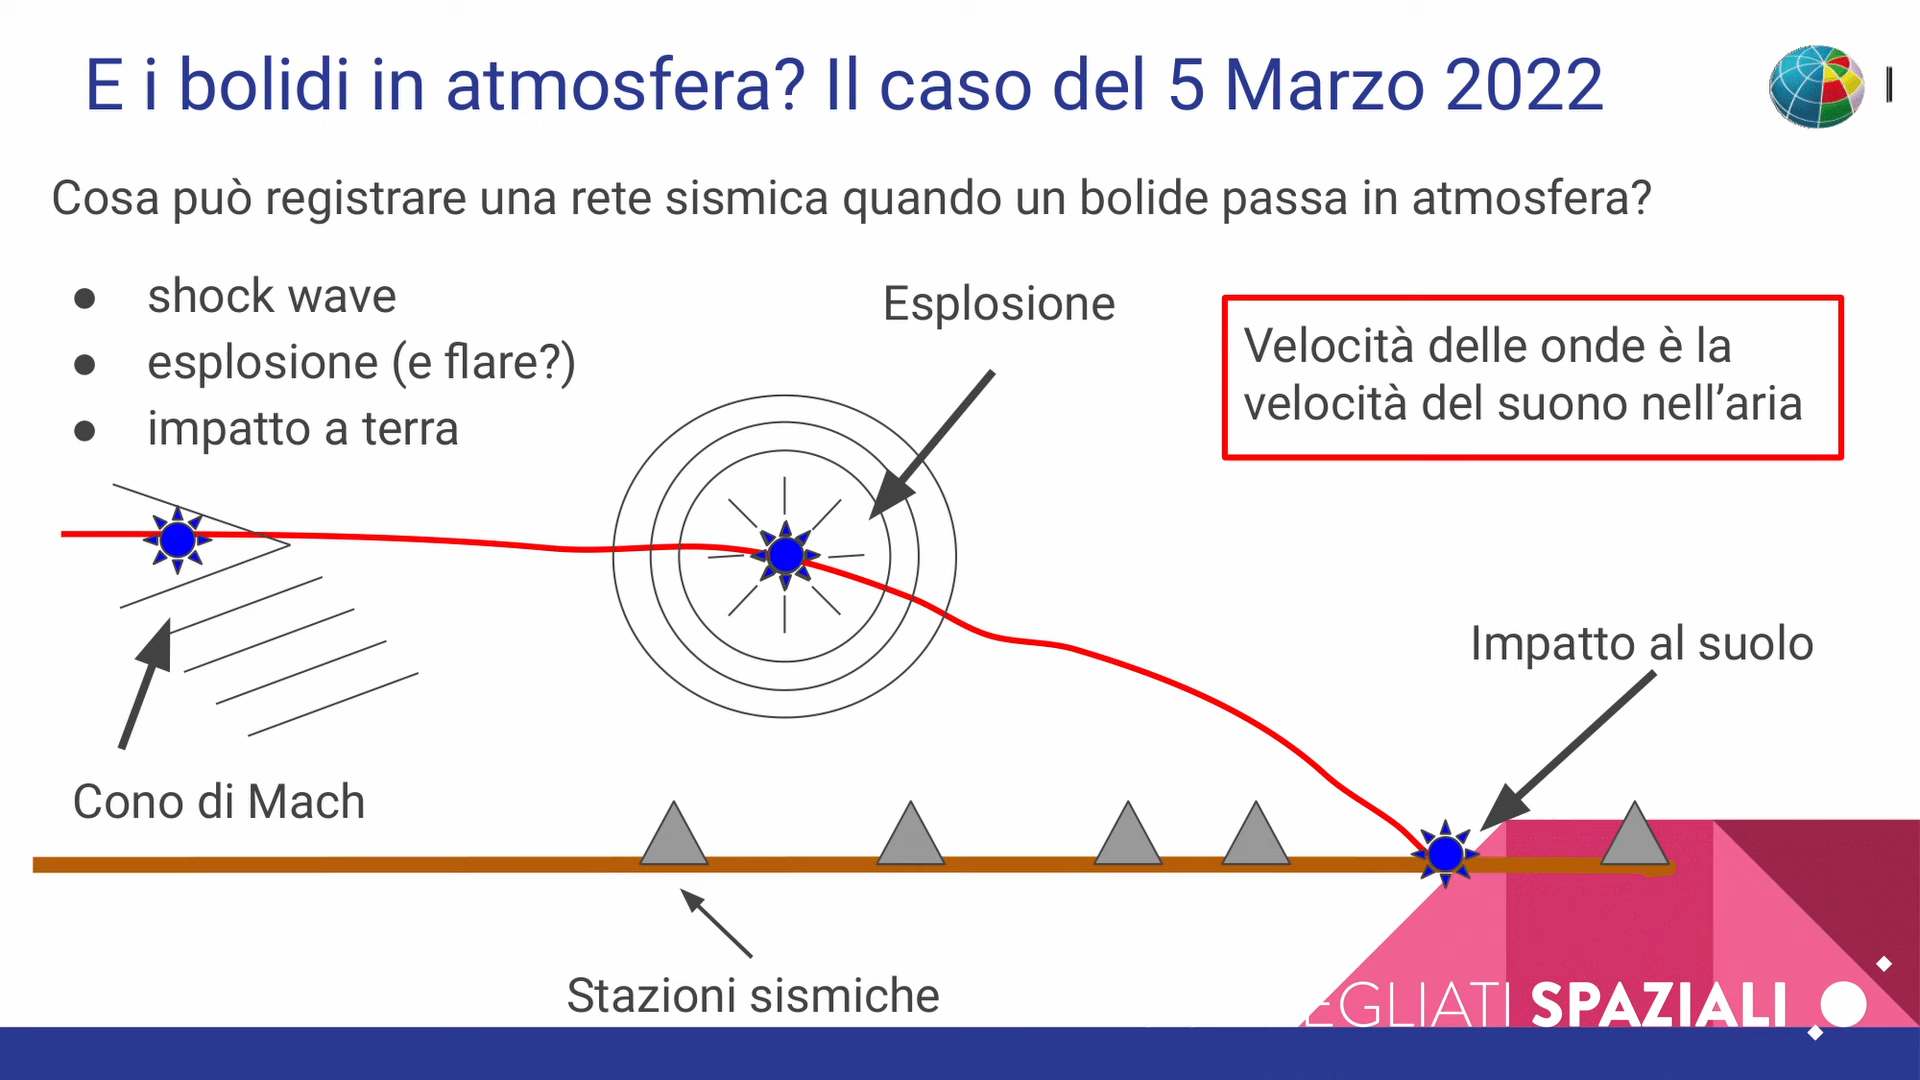 E i bolidi in atmosfera? Il caso del 5 Marzo 2022
Cosa può registrare una rete sismica quando un bolide passa in atmosfera?
● shock wave
● esplosione (e flare?)
● impatto a terra
Esplosione
Velocità delle onde è la
velocità del suono nell’aria
Impatto al suolo
Cono di Mach
Stazioni sismiche
EGLIATI SPAZIALI